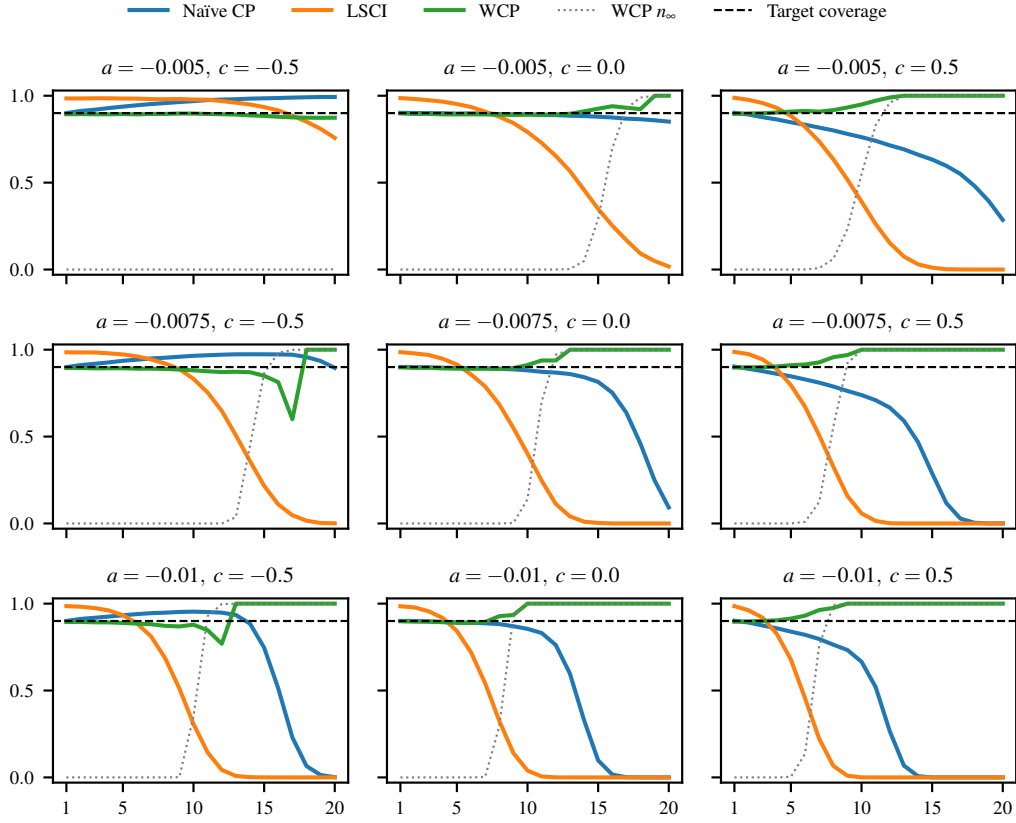 Naïve CP LSCI WCP WCP n∞ Target coverage
a = −0.005, c = −0.5 a = −0.005, c = 0.0 a = −0.005, c = 0.5
1.0
0.5
0.0
a = −0.0075, c = −0.5 a = −0.0075, c = 0.0 a = −0.0075, c = 0.5
1.0
0.5
0.0
a = −0.01, c = −0.5 a = −0.01, c = 0.0 a = −0.01, c = 0.5
1.0
0.5
0.0
1 5 10 15 20 1 5 10 15 20 1 5 10 15 20